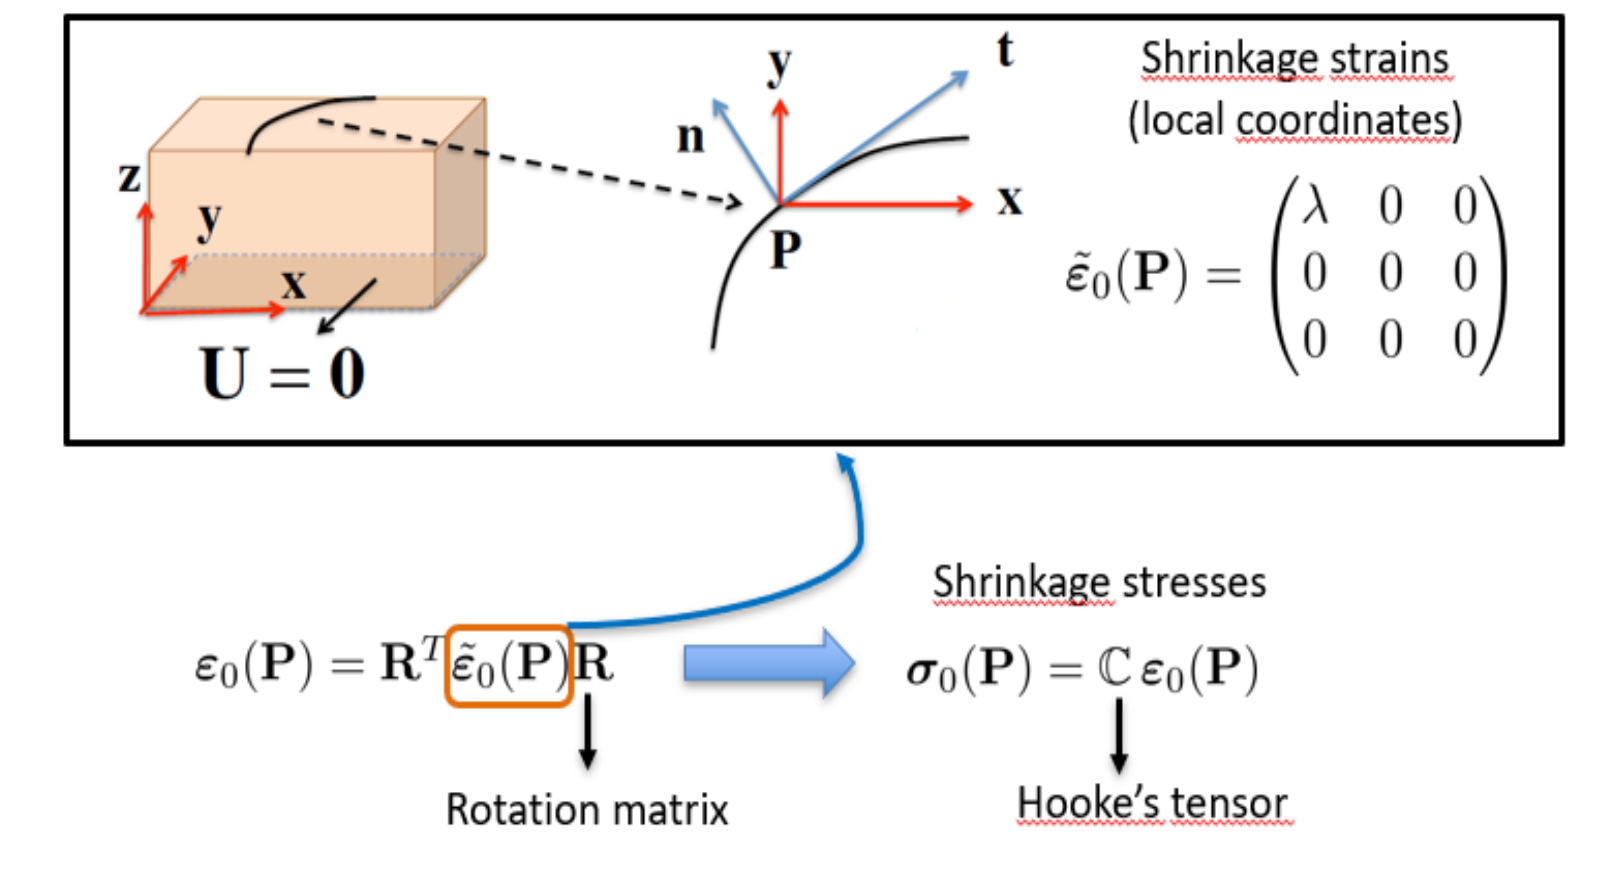 z
y
x
U = 0
y
t
n
x
P
Shrinkage strains
(local coordinates)
ε̃₀(P) = 
λ 0 0
0 0 0
0 0 0
ε₀(P) = Rᵀ ε̃₀(P) R
Rotation matrix
Shrinkage stresses
σ₀(P) = ℂ ε₀(P)
Hooke’s tensor